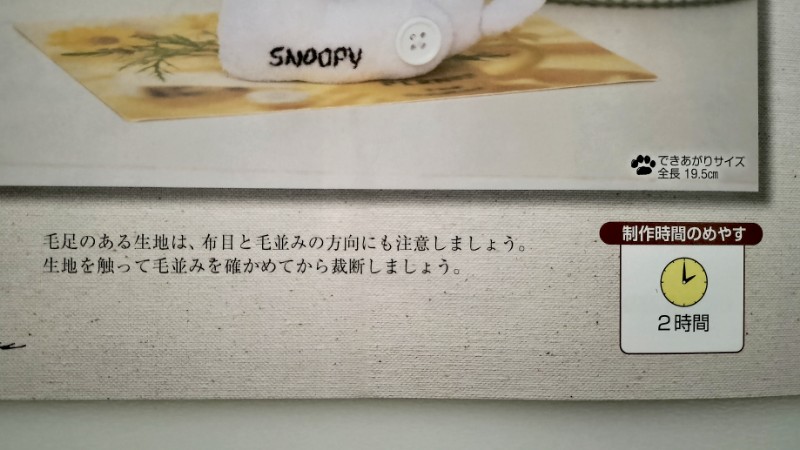 SNOOPY
できあがりサイズ
全長 19.5㎝
毛足のある生地は、布目と毛並みの方向にも注意しましょう。
生地を触って毛並みを確かめてから裁断しましょう。
制作時間のめやす
2時間